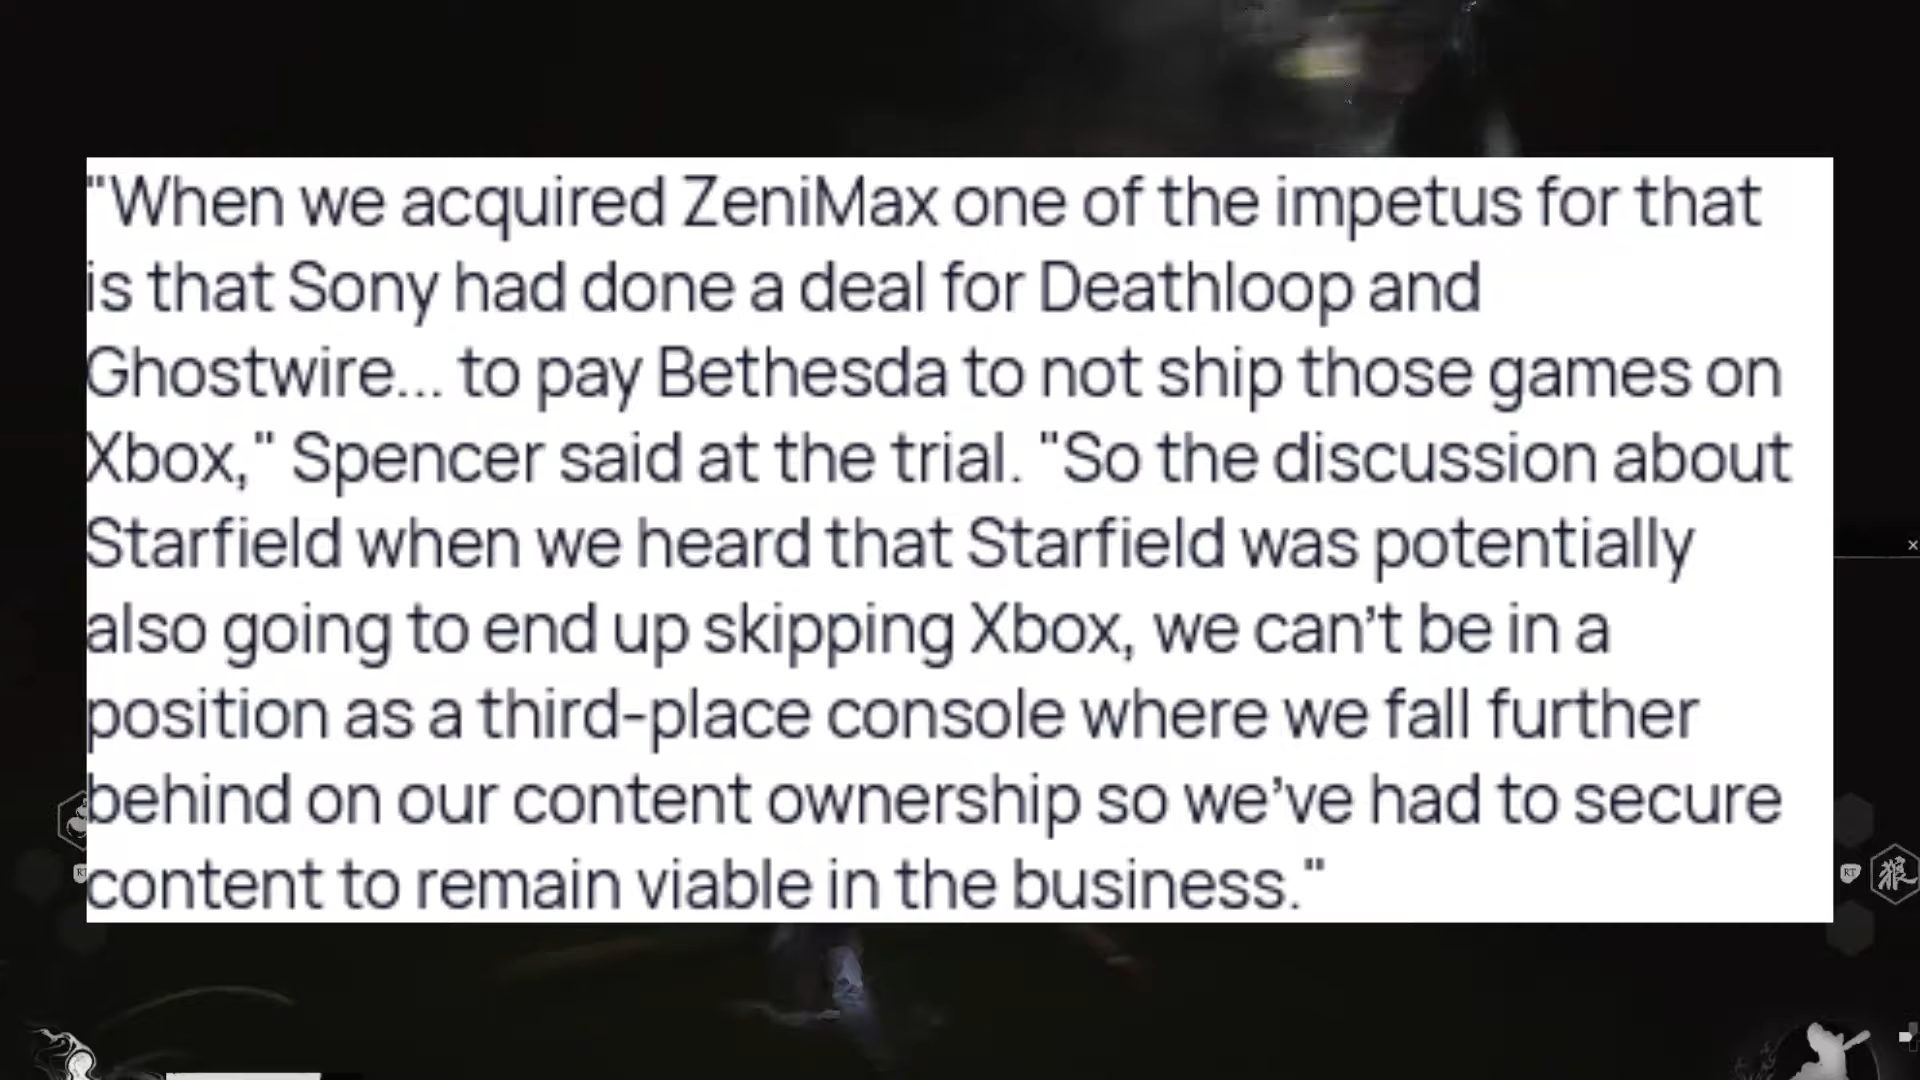 "When we acquired ZeniMax one of the impetus for that
is that Sony had done a deal for Deathloop and
Ghostwire... to pay Bethesda to not ship those games on
Xbox," Spencer said at the trial. "So the discussion about
Starfield when we heard that Starfield was potentially
also going to end up skipping Xbox, we can't be in a
position as a third-place console where we fall further
behind on our content ownership so we've had to secure
content to remain viable in the business."
RT
RT
狠